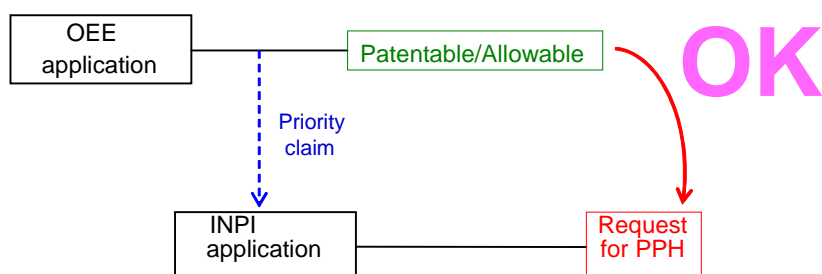 OEE
application
Patentable/Allowable
OK
Priority
claim
INPI
application
Request
for PPH